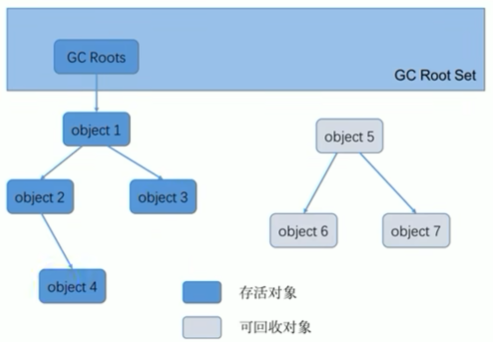 GC Roots
GC Root Set
object 1
object 5
object 2
object 3
object 6
object 7
object 4
存活对象
可回收对象